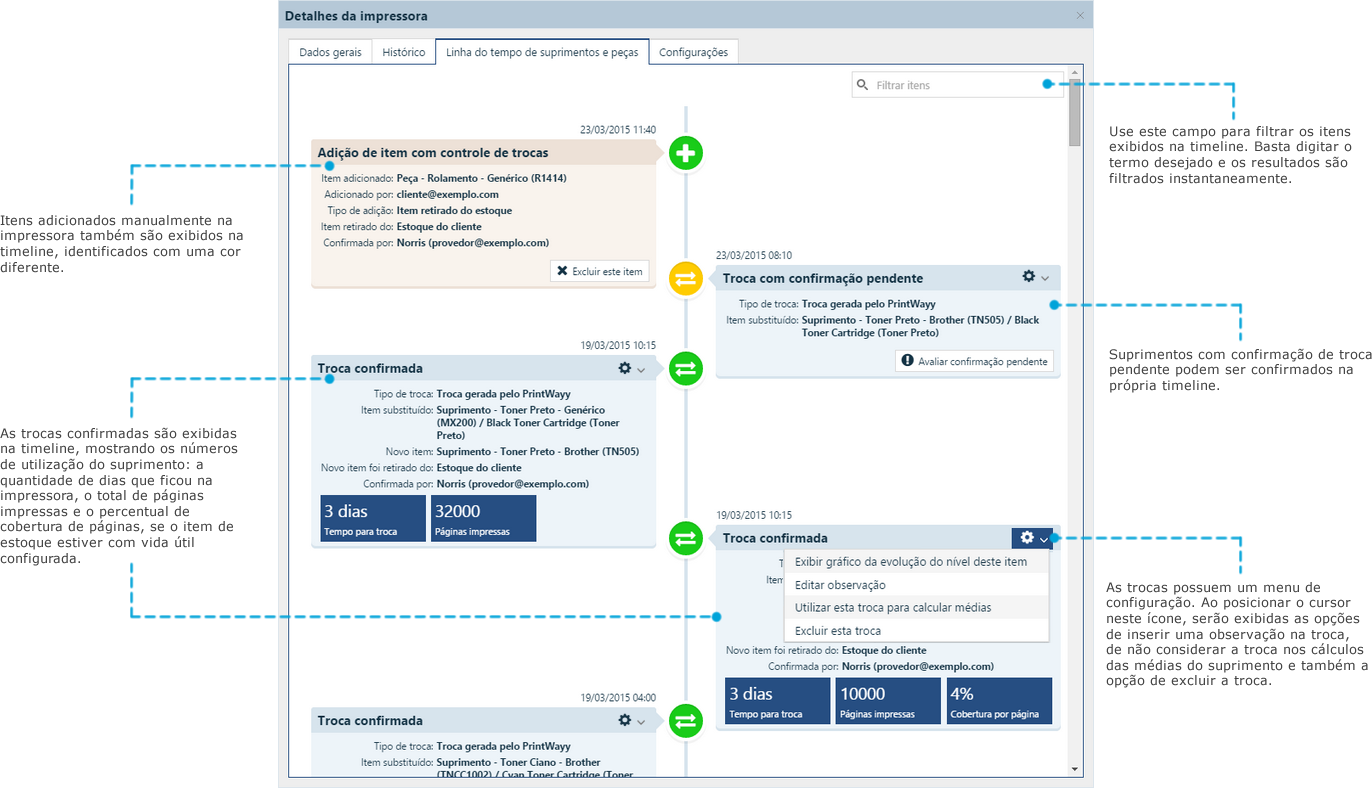 Detalhes da impressora
Dados gerais
Histórico
Linha do tempo de suprimentos e peças
Configurações
Filtrar itens
Use este campo para filtrar os itens
exibidos na timeline. Basta digitar o
termo desejado e os resultados são
filtrados instantaneamente.
23/03/2015 11:40
Adição de item com controle de trocas
Item adicionado: Peça - Rolamento - Genérico (R1414)
Adicionado por: cliente@exemplo.com
Tipo de adição: Item retirado do estoque
Item retirado do: Estoque do cliente
Confirmada por: Norris (provedor@exemplo.com)
Excluir este item
Itens adicionados manualmente na
impressora também são exibidos na
timeline, identificados com uma cor
diferente.
23/03/2015 08:10
Troca com confirmação pendente
Tipo de troca: Troca gerada pelo PrintWayy
Item substituído: Suprimento - Toner Preto - Brother (TN505) / Black
Toner Cartridge (Toner Preto)
Avaliar confirmação pendente
Suprimentos com confirmação de troca
pendente podem ser confirmados na
própria timeline.
19/03/2015 10:15
Troca confirmada
Tipo de troca: Troca gerada pelo PrintWayy
Item substituído: Suprimento - Toner Preto - Genérico
(MX200) / Black Toner Cartridge (Toner
Preto)
Novo item: Suprimento - Toner Preto - Brother (TN505)
Novo item foi retirado do: Estoque do cliente
Confirmada por: Norris (provedor@exemplo.com)
3 dias
Tempo para troca
32000
Páginas impressas
As trocas confirmadas são exibidas
na timeline, mostrando os números
de utilização do suprimento: a
quantidade de dias que ficou na
impressora, o total de páginas
impressas e o percentual de
cobertura de páginas, se o item de
estoque estiver com vida útil
configurada.
19/03/2015 10:15
Troca confirmada
T
Item
Exibir gráfico da evolução do nível deste item
Editar observação
Utilizar esta troca para calcular médias
Excluir esta troca
Novo item foi retirado do: Estoque do cliente
Confirmada por: Norris (provedor@exemplo.com)
3 dias
Tempo para troca
10000
Páginas impressas
4%
Cobertura por página
As trocas possuem um menu de
configuração. Ao posicionar o cursor
neste ícone, serão exibidas as opções
de inserir uma observação na troca,
de não considerar a troca nos cálculos
das médias do suprimento e também a
opção de excluir a troca.
19/03/2015 04:00
Troca confirmada
Tipo de troca: Troca gerada pelo PrintWayy
Item substituído: Suprimento - Toner Ciano - Brother
(TNCC1002) / Cyan Toner Cartridge (Toner